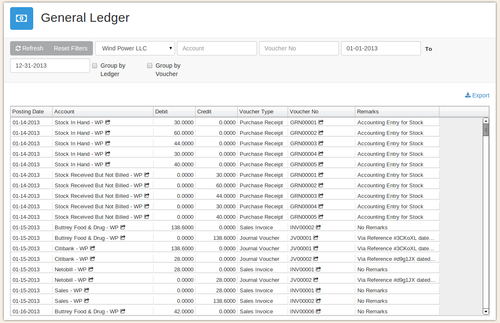 General Ledger
Refresh Reset Filters Wind Power LLC Account Voucher No 01-01-2013 To
12-31-2013 Group by Ledger Group by Voucher
Export
Posting Date Account Debit Credit Voucher Type Voucher No Remarks
01-14-2013 Stock In Hand - WP 30.0000 0.0000 Purchase Receipt GRN00001 Accounting Entry for Stock
01-14-2013 Stock In Hand - WP 60.0000 0.0000 Purchase Receipt GRN00002 Accounting Entry for Stock
01-14-2013 Stock In Hand - WP 44.0000 0.0000 Purchase Receipt GRN00003 Accounting Entry for Stock
01-14-2013 Stock In Hand - WP 30.0000 0.0000 Purchase Receipt GRN00004 Accounting Entry for Stock
01-14-2013 Stock In Hand - WP 40.0000 0.0000 Purchase Receipt GRN00005 Accounting Entry for Stock
01-14-2013 Stock Received But Not Billed - WP 0.0000 30.0000 Purchase Receipt GRN00001 Accounting Entry for Stock
01-14-2013 Stock Received But Not Billed - WP 0.0000 60.0000 Purchase Receipt GRN00002 Accounting Entry for Stock
01-14-2013 Stock Received But Not Billed - WP 0.0000 44.0000 Purchase Receipt GRN00003 Accounting Entry for Stock
01-14-2013 Stock Received But Not Billed - WP 0.0000 30.0000 Purchase Receipt GRN00004 Accounting Entry for Stock
01-14-2013 Stock Received But Not Billed - WP 0.0000 40.0000 Purchase Receipt GRN00005 Accounting Entry for Stock
01-15-2013 Buttrey Food & Drug - WP 138.6000 0.0000 Sales Invoice INV00002 No Remarks
01-15-2013 Buttrey Food & Drug - WP 0.0000 138.6000 Journal Voucher JV00001 Via Reference #3CKoXL date...
01-15-2013 Citibank - WP 138.6000 0.0000 Journal Voucher JV00001 Via Reference #3CKoXL date...
01-15-2013 Citibank - WP 28.0000 0.0000 Journal Voucher JV00002 Via Reference #d9g1JX dated...
01-15-2013 Netobill - WP 28.0000 0.0000 Sales Invoice INV00001 No Remarks
01-15-2013 Netobill - WP 0.0000 28.0000 Journal Voucher JV00002 Via Reference #d9g1JX dated...
01-15-2013 Sales - WP 0.0000 28.0000 Sales Invoice INV00001 No Remarks
01-15-2013 Sales - WP 0.0000 138.6000 Sales Invoice INV00002 No Remarks
01-16-2013 Buttrey Food & Drug - WP 42.0000 0.0000 Sales Invoice INV00006 No Remarks